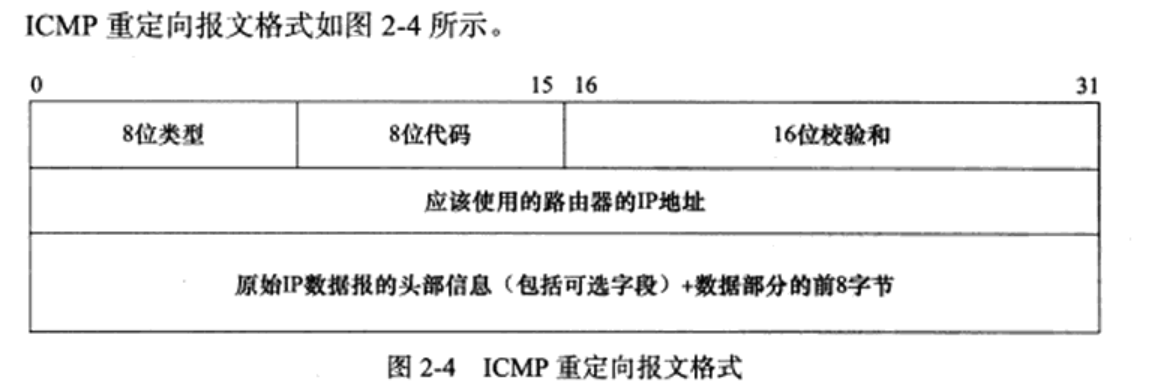 ICMP 重定向报文格式如图 2-4 所示。
0 15 16 31
8位类型 8位代码 16位校验和
应该使用的路由器的IP地址
原始IP数据报的头部信息（包括可选字段）+数据部分的前8字节
图 2-4 ICMP 重定向报文格式